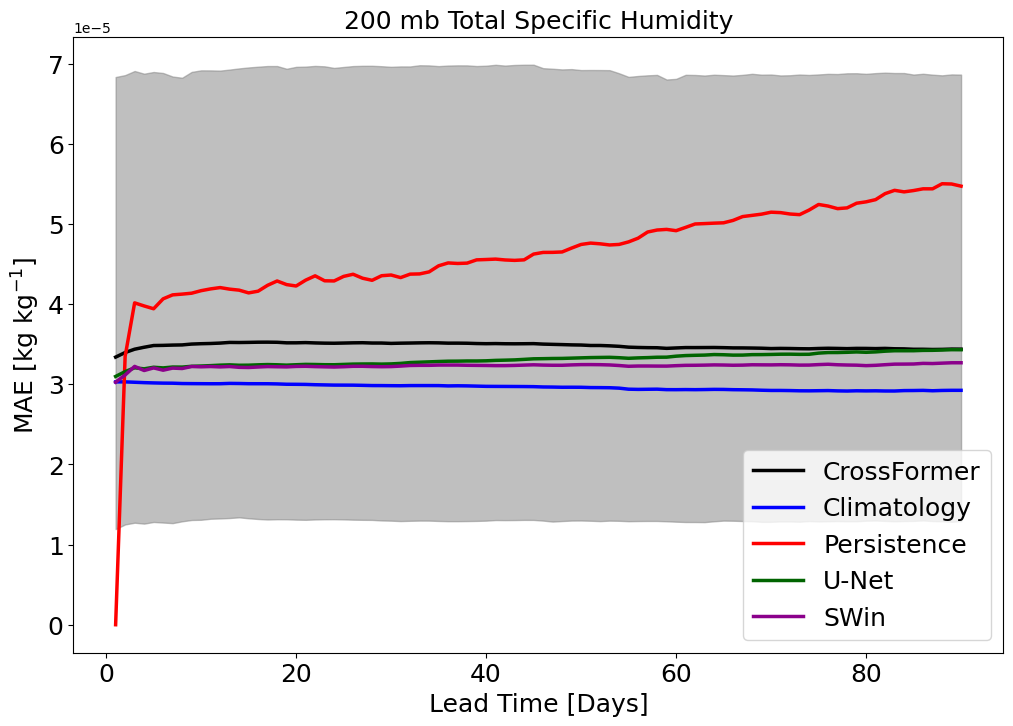 200 mb Total Specific Humidity
1e−5
7
6
5
4
3
2
1
0
MAE [kg kg⁻¹]
0 20 40 60 80
Lead Time [Days]
CrossFormer
Climatology
Persistence
U-Net
SWin